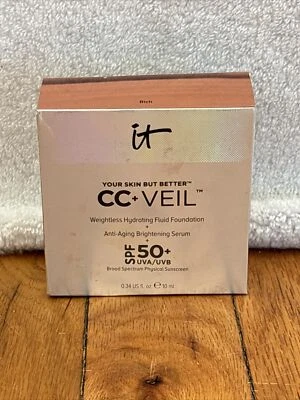 Rich
it
YOUR SKIN BUT BETTER™
CC+ VEIL™
Weightless Hydrating Fluid Foundation
+
Anti-Aging Brightening Serum
+
SPF 50+
UVA/UVB
Broad Spectrum Physical Sunscreen
0.34 US fl. oz. ℮ 10 ml